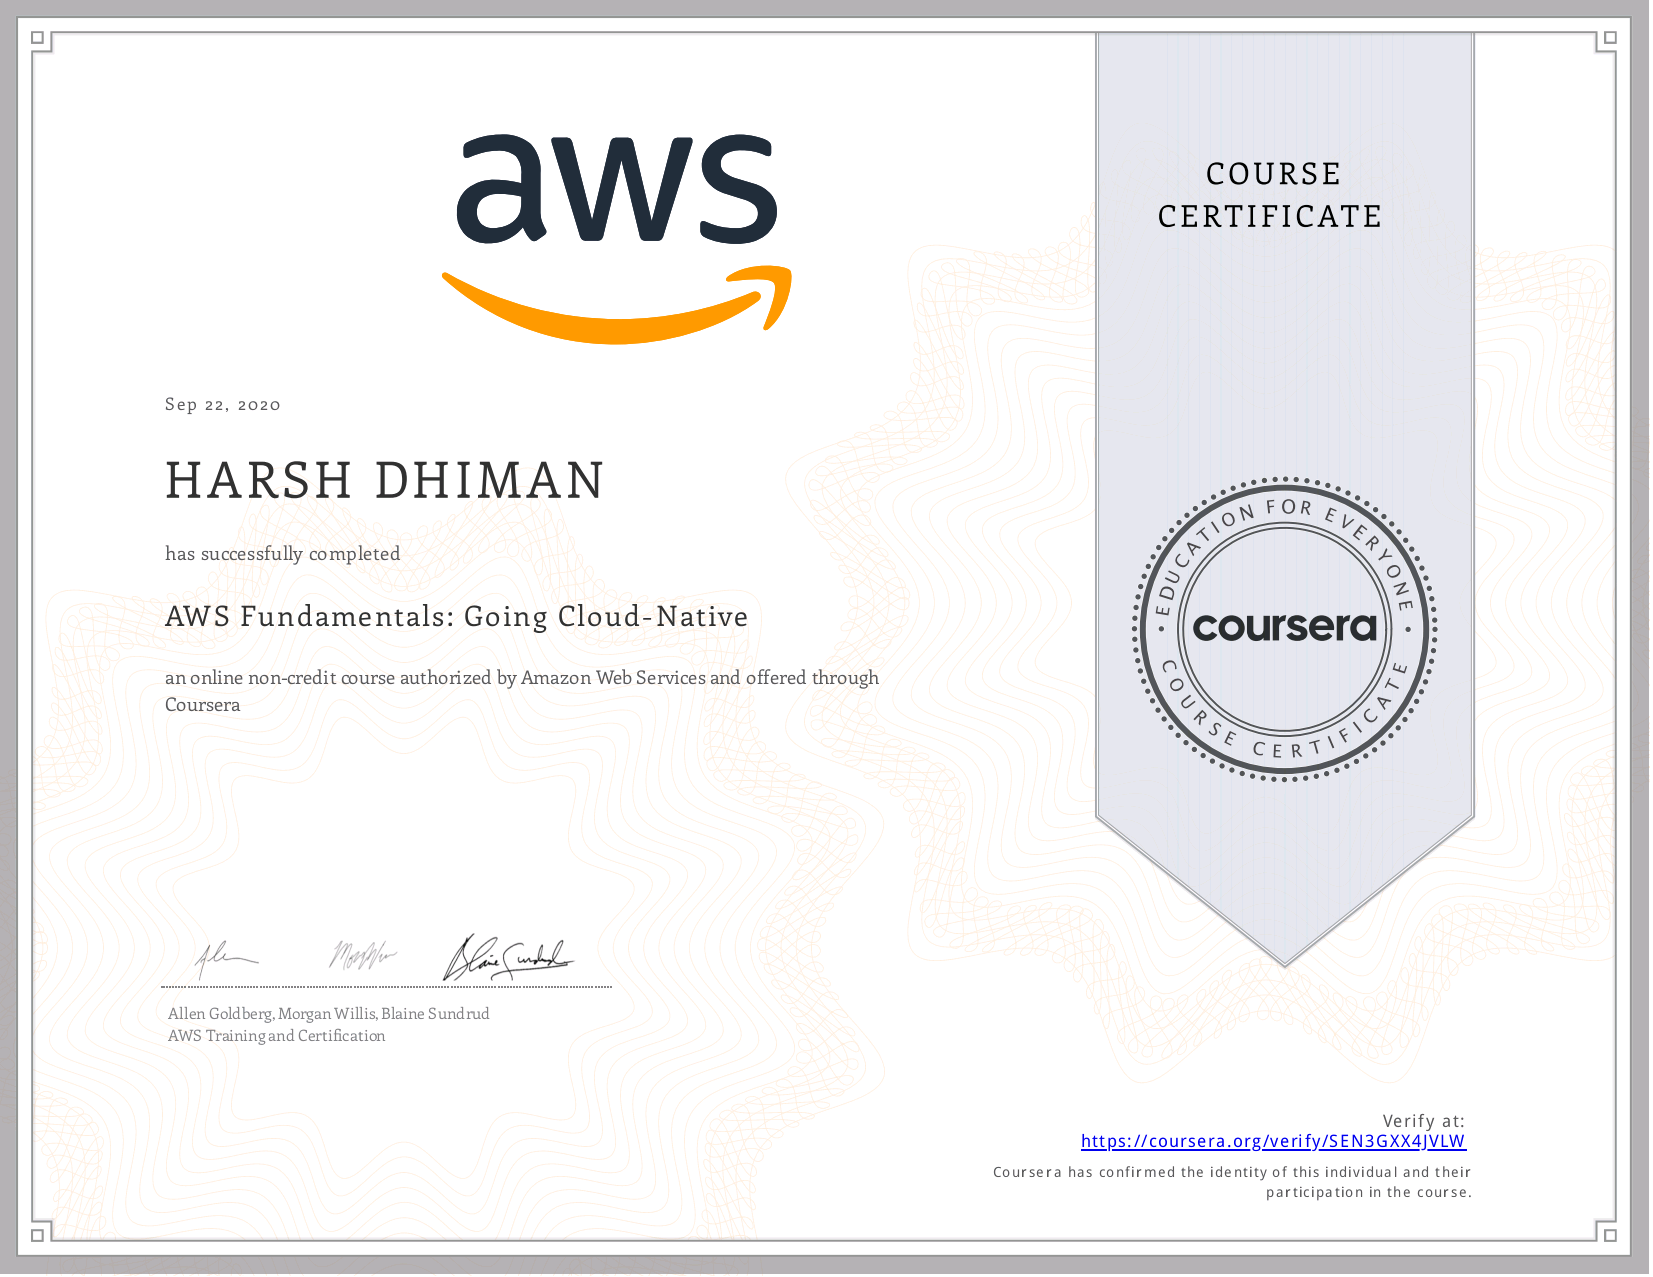 aws
COURSE
CERTIFICATE
Sep 22, 2020
HARSH DHIMAN
has successfully completed
AWS Fundamentals: Going Cloud-Native
an online non-credit course authorized by Amazon Web Services and offered through
Coursera
EDUCATION FOR EVERYONE
coursera
COURSE CERTIFICATE
Allen Goldberg, Morgan Willis, Blaine Sundrud
AWS Training and Certification
Verify at:
https://coursera.org/verify/SEN3GXX4JVLW
Coursera has confirmed the identity of this individual and their
participation in the course.